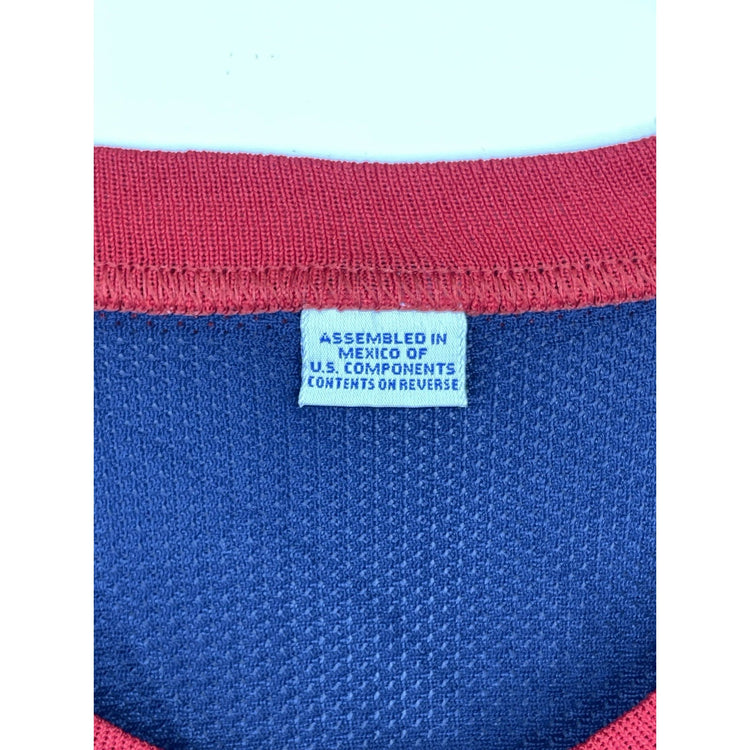 ASSEMBLED IN
MEXICO OF
U.S. COMPONENTS
CONTENTS ON REVERSE